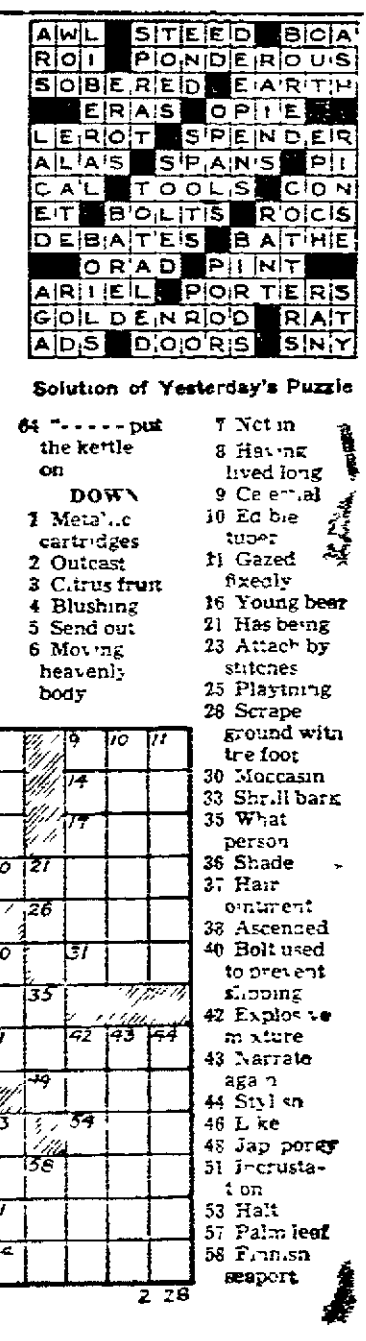 AWL STEED BOA
ROI PONDEROUS
SOBERED EARTH
ERAS OPIE
LEROT SPENDER
ALAS SPANS PI
CAL TOOLS CON
ET BOLTS ROCS
DEBATES BATHE
ORAD PINT
ARIEL PORTERS
GOLDENROD RAT
ADS DOORS SNY
Solution of Yesterday's Puzzle
64 "----- put
the kettle
on
DOWN
1 Metallic
cartridges
2 Outcast
3 Citrus fruit
4 Blushing
5 Send out
6 Moving
heavenly
body
7 Not in
8 Having
lived long
9 Celestial
10 Edible
tuber
11 Gazed
fixedly
16 Young bear
21 Has being
23 Attach by
stitches
25 Plaything
28 Scrape
ground with
the foot
30 Moccasin
33 Shrill bark
35 What
person
36 Shade
37 Hair
ointment
38 Ascended
40 Bolt used
to prevent
slipping
42 Explosive
mixture
43 Narrate
again
44 Stylish
46 Like
48 Jap porgy
51 Incrusta-
tion
53 Halt
57 Palm leaf
58 Finnish
seaport
9 10 11
14
17
21
26
31
35
42 43 44
49
54
58
2 28